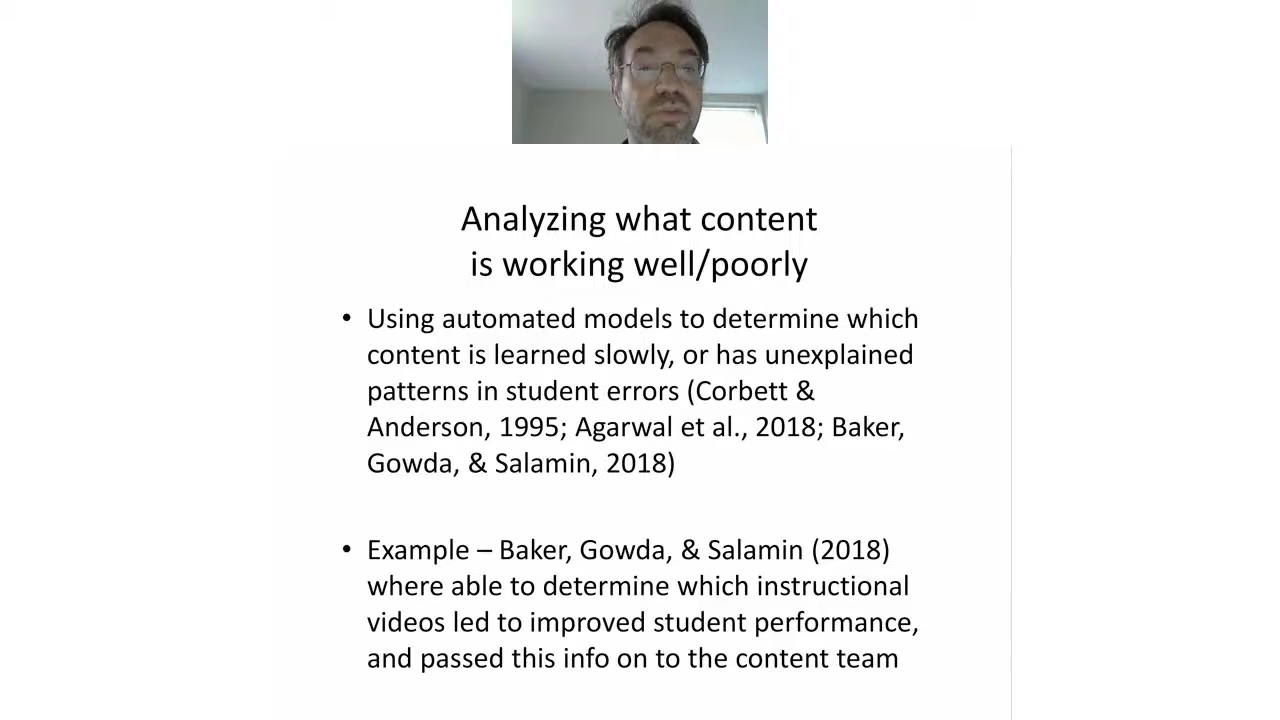 Analyzing what content
is working well/poorly
• Using automated models to determine which
content is learned slowly, or has unexplained
patterns in student errors (Corbett &
Anderson, 1995; Agarwal et al., 2018; Baker,
Gowda, & Salamin, 2018)
• Example – Baker, Gowda, & Salamin (2018)
where able to determine which instructional
videos led to improved student performance,
and passed this info on to the content team